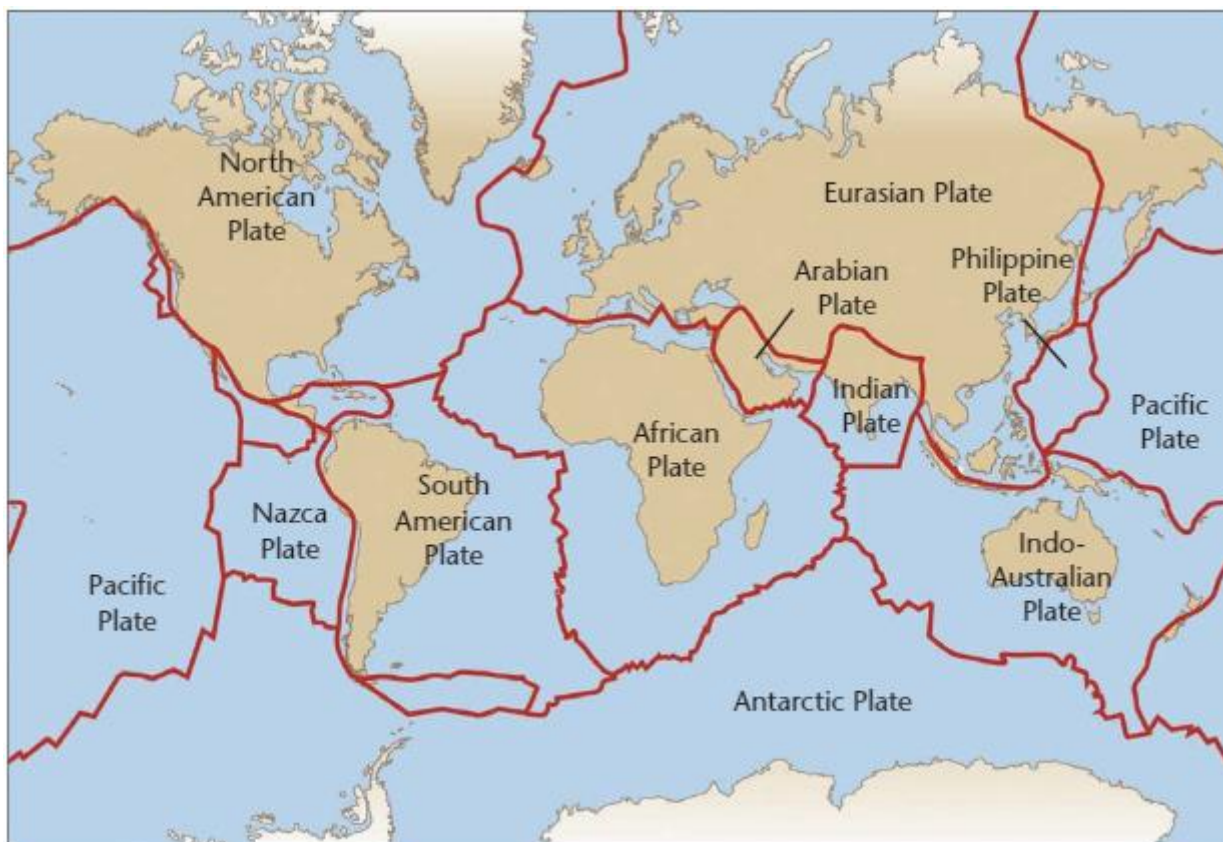 North
American
Plate
Eurasian Plate
Arabian
Plate
Philippine
Plate
Indian
Plate
Pacific
Plate
African
Plate
South
American
Plate
Nazca
Plate
Pacific
Plate
Indo-
Australian
Plate
Antarctic Plate